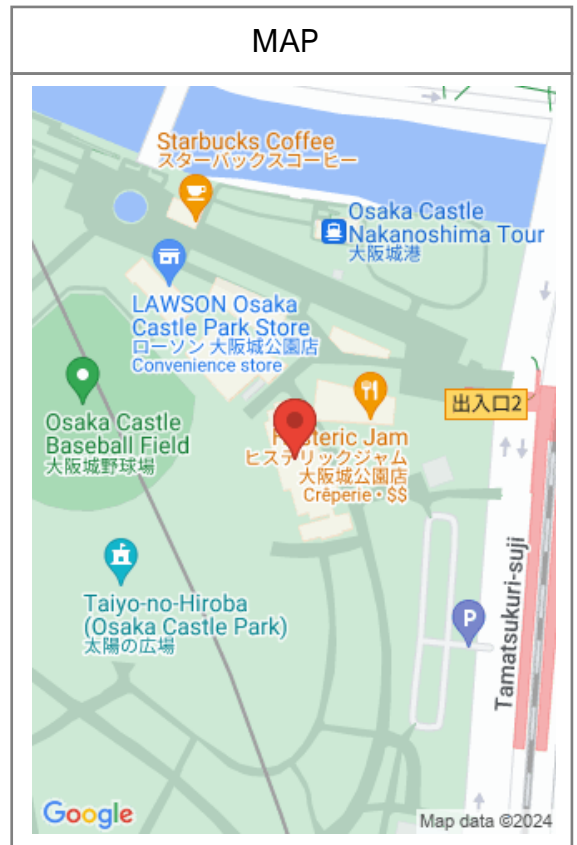 MAP
Starbucks Coffee
スターバックスコーヒー
Osaka Castle
Nakanoshima Tour
大阪城港
LAWSON Osaka
Castle Park Store
ローソン 大阪城公園店
Convenience store
出入口2
Osaka Castle
Baseball Field
大阪城野球場
teric Jam
ヒステリックジャム
大阪城公園店
Crêperie • $$
Taiyo-no-Hiroba
(Osaka Castle Park)
太陽の広場
P
Tamatsukuri-suji
Google
Map data ©2024